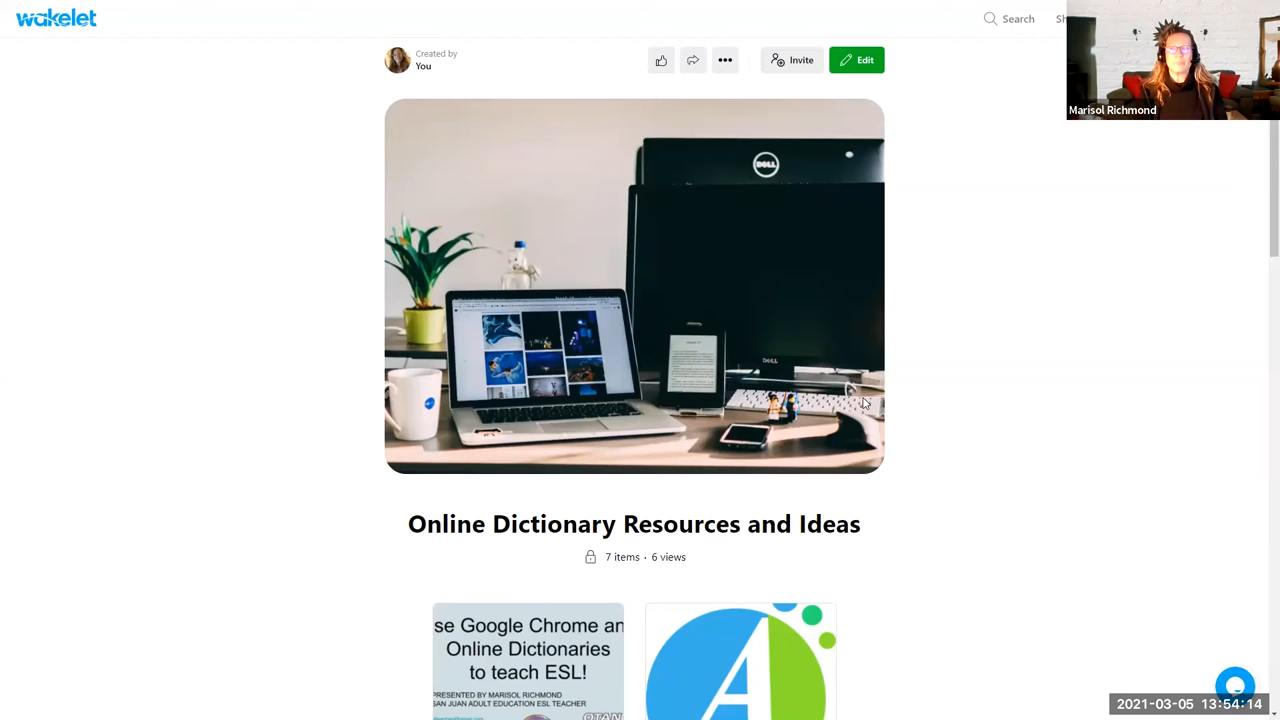 wakelet
Search
Created by
You
Invite
Edit
Marisol Richmond
DELL
DELL
Online Dictionary Resources and Ideas
7 items · 6 views
se Google Chrome an
Online Dictionaries
to teach ESL!
PRESENTED BY MARISOL RICHMOND
SAN JUAN ADULT EDUCATION ESL TEACHER
OTAN
2021-03-05 13:54:14